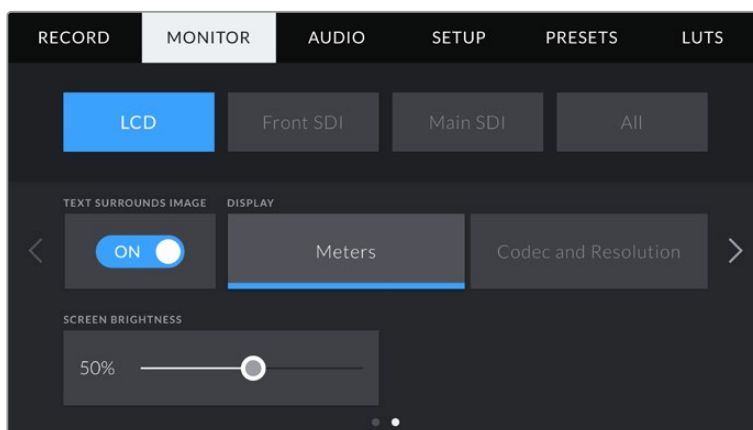 RECORD MONITOR AUDIO SETUP PRESETS LUTS
LCD Front SDI Main SDI All
TEXT SURROUNDS IMAGE DISPLAY
ON Meters Codec and Resolution
SCREEN BRIGHTNESS
50%